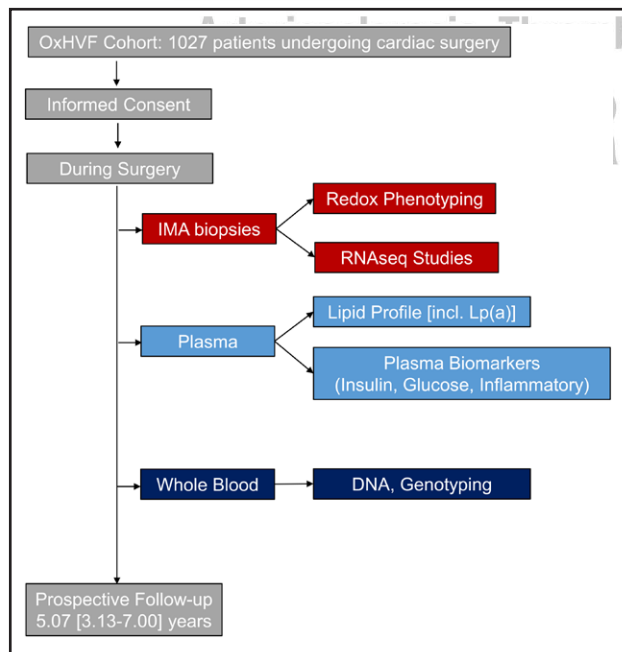 OxHVF Cohort: 1027 patients undergoing cardiac surgery
Informed Consent
During Surgery
IMA biopsies
Redox Phenotyping
RNAseq Studies
Plasma
Lipid Profile [incl. Lp(a)]
Plasma Biomarkers
(Insulin, Glucose, Inflammatory)
Whole Blood
DNA, Genotyping
Prospective Follow-up
5.07 [3.13-7.00] years